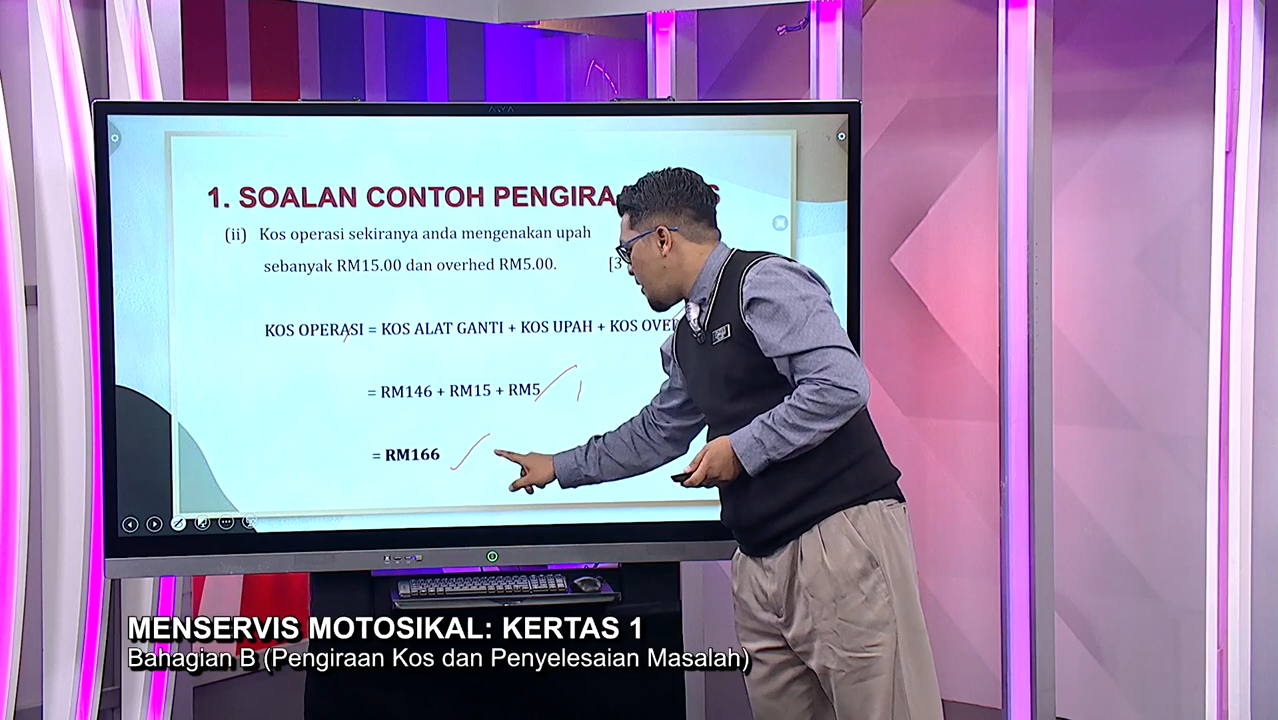 1. SOALAN CONTOH PENGIRA S
(ii) Kos operasi sekiranya anda mengenakan upah
sebanyak RM15.00 dan overhed RM5.00. [3
KOS OPERASI = KOS ALAT GANTI + KOS UPAH + KOS OVE
= RM146 + RM15 + RM5
= RM166
MENSERVIS MOTOSIKAL: KERTAS 1
Bahagian B (Pengiraan Kos dan Penyelesaian Masalah)